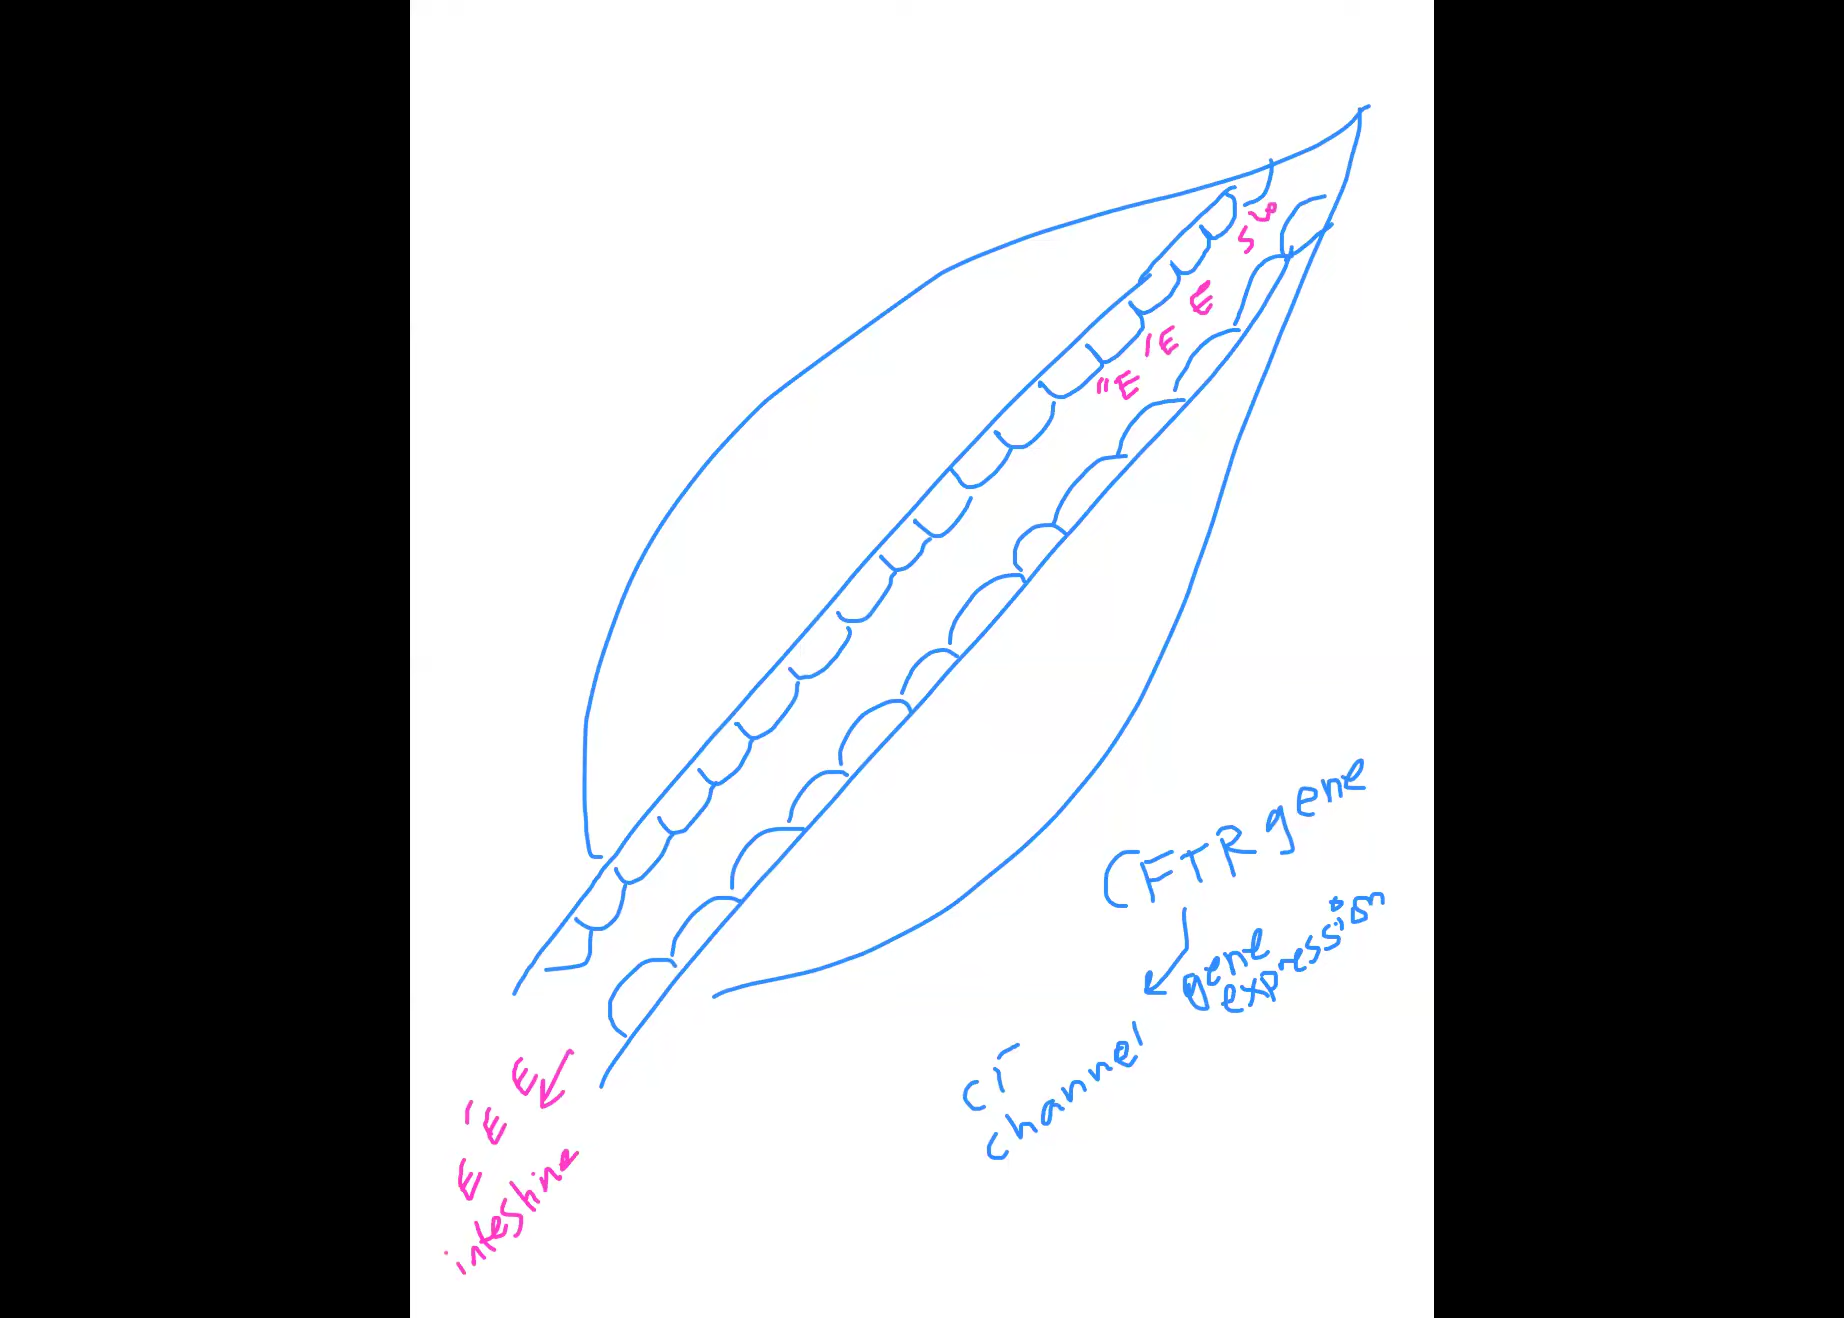 E
'E
"E
CFTR gene
gene
expression
Cl-
channel
E
'E
E
intestine